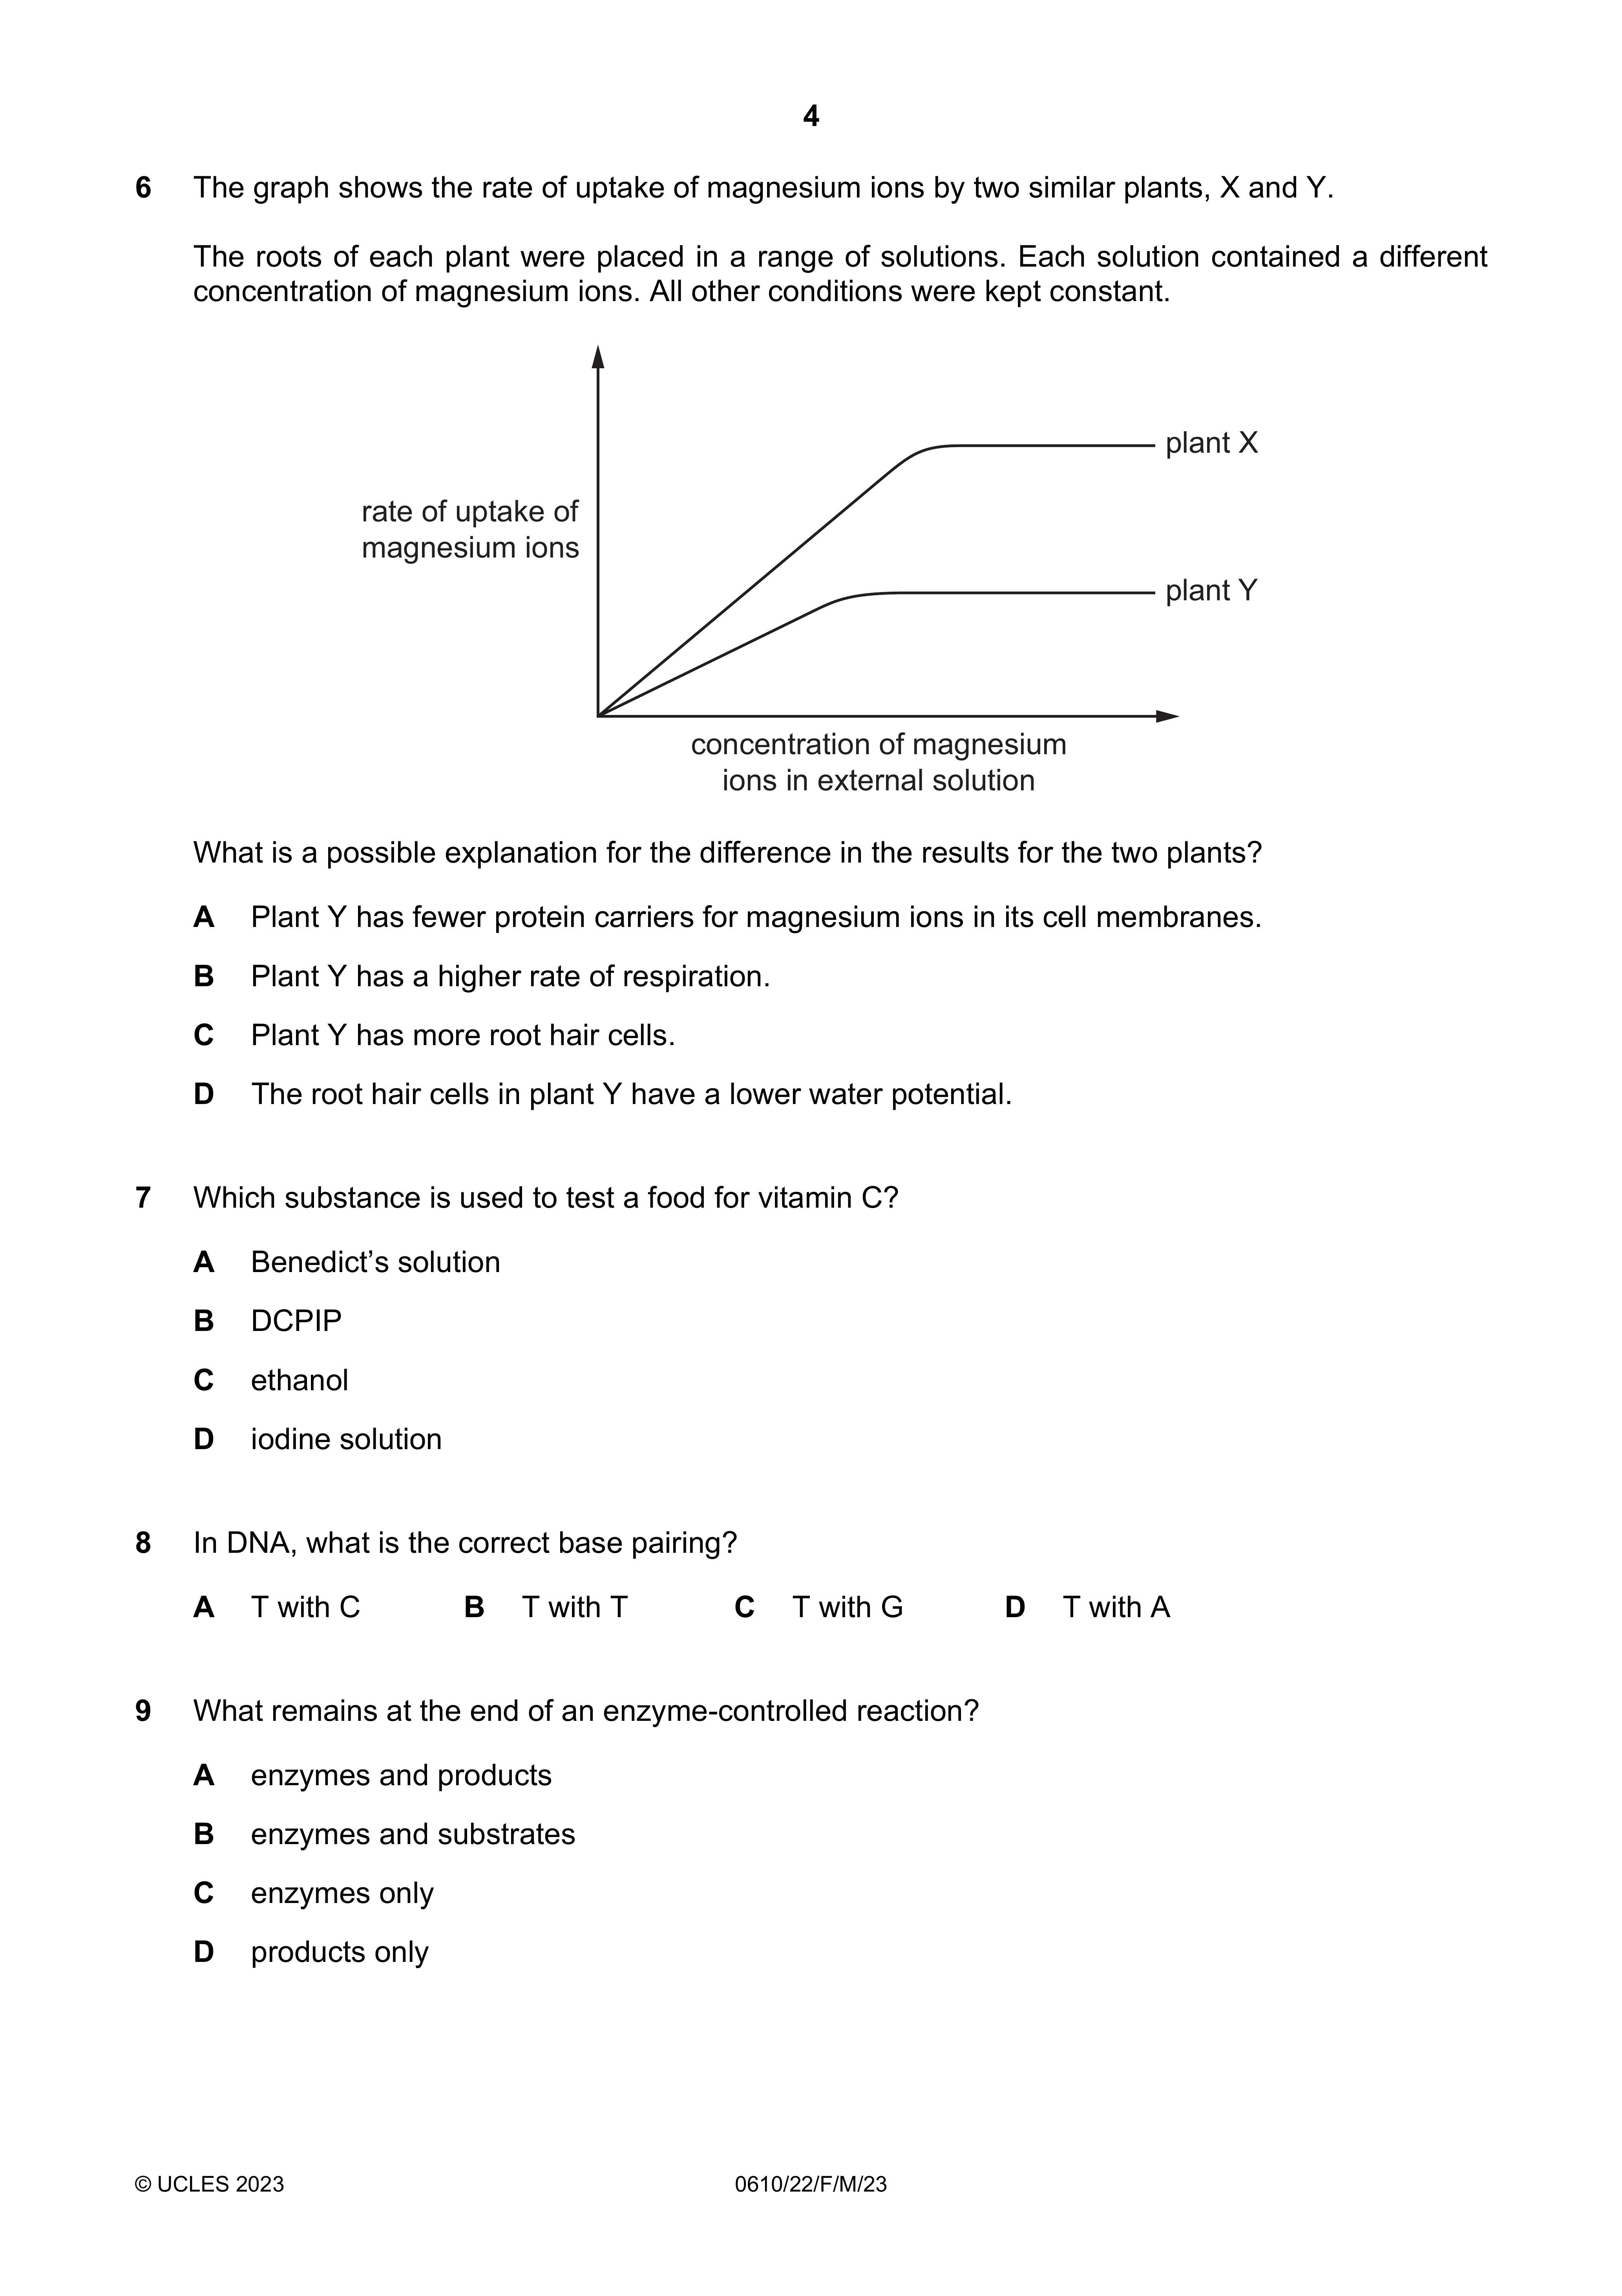 4
6 The graph shows the rate of uptake of magnesium ions by two similar plants, X and Y.
The roots of each plant were placed in a range of solutions. Each solution contained a different
concentration of magnesium ions. All other conditions were kept constant.
plant X
rate of uptake of
magnesium ions
plant Y
concentration of magnesium
ions in external solution
What is a possible explanation for the difference in the results for the two plants?
A Plant Y has fewer protein carriers for magnesium ions in its cell membranes.
B Plant Y has a higher rate of respiration.
C Plant Y has more root hair cells.
D The root hair cells in plant Y have a lower water potential.
7 Which substance is used to test a food for vitamin C?
A Benedict’s solution
B DCPIP
C ethanol
D iodine solution
8 In DNA, what is the correct base pairing?
A T with C B T with T C T with G D T with A
9 What remains at the end of an enzyme-controlled reaction?
A enzymes and products
B enzymes and substrates
C enzymes only
D products only
© UCLES 2023 0610/22/F/M/23